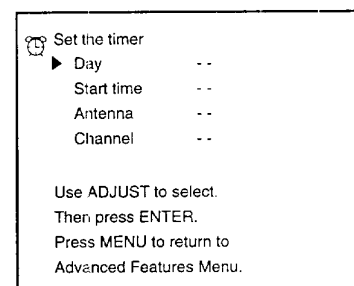 Set the timer
▶ Day - -
Start time - -
Antenna - -
Channel - -
Use ADJUST to select.
Then press ENTER.
Press MENU to return to
Advanced Features Menu.